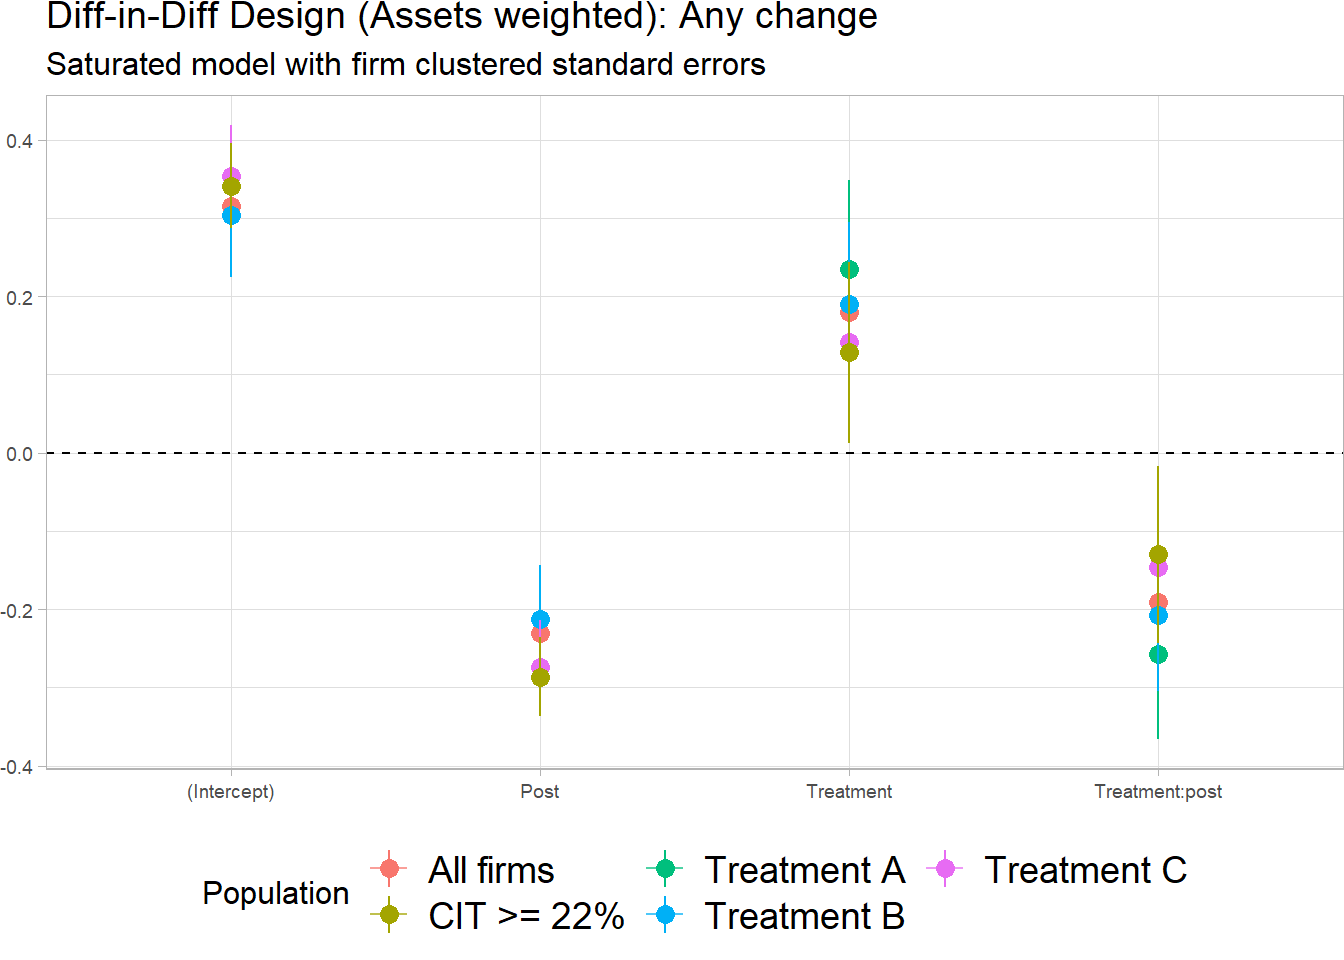 Diff-in-Diff Design (Assets weighted): Any change
Saturated model with firm clustered standard errors
0.4
0.2
0.0
-0.2
-0.4
(Intercept)
Post
Treatment
Treatment:post
Population
All firms
Treatment A
Treatment C
CIT >= 22%
Treatment B